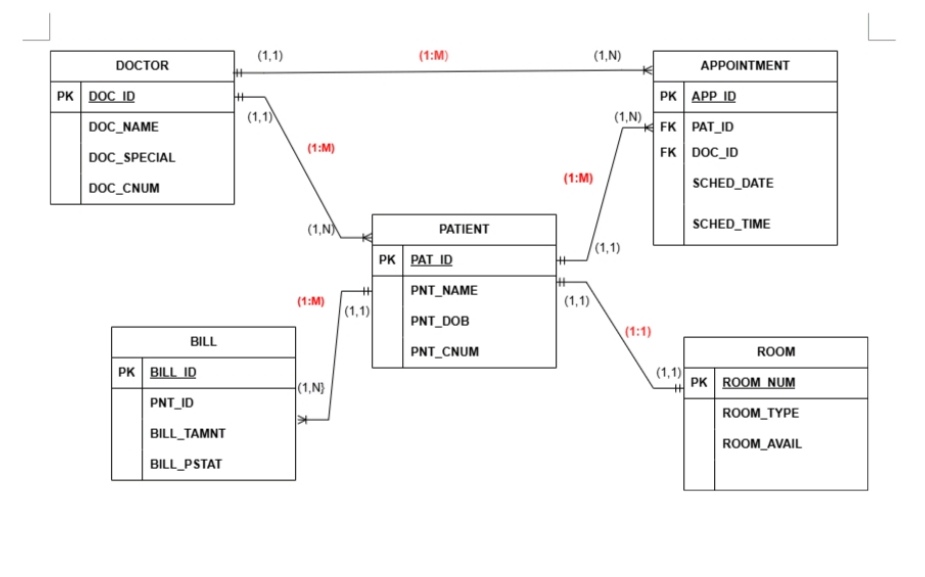 (1,1) (1:M) (1,N)
DOCTOR
PK DOC_ID
DOC_NAME
DOC_SPECIAL
DOC_CNUM
APPOINTMENT
PK APP_ID
FK PAT_ID
FK DOC_ID
SCHED_DATE
SCHED_TIME
(1,1)
(1:M)
(1,N)
(1,N)
(1:M)
(1,1)
PATIENT
PK PAT_ID
PNT_NAME
PNT_DOB
PNT_CNUM
(1:M)
(1,1)
(1,N}
(1,1)
(1:1)
(1,1)
BILL
PK BILL_ID
PNT_ID
BILL_TAMNT
BILL_PSTAT
ROOM
PK ROOM_NUM
ROOM_TYPE
ROOM_AVAIL